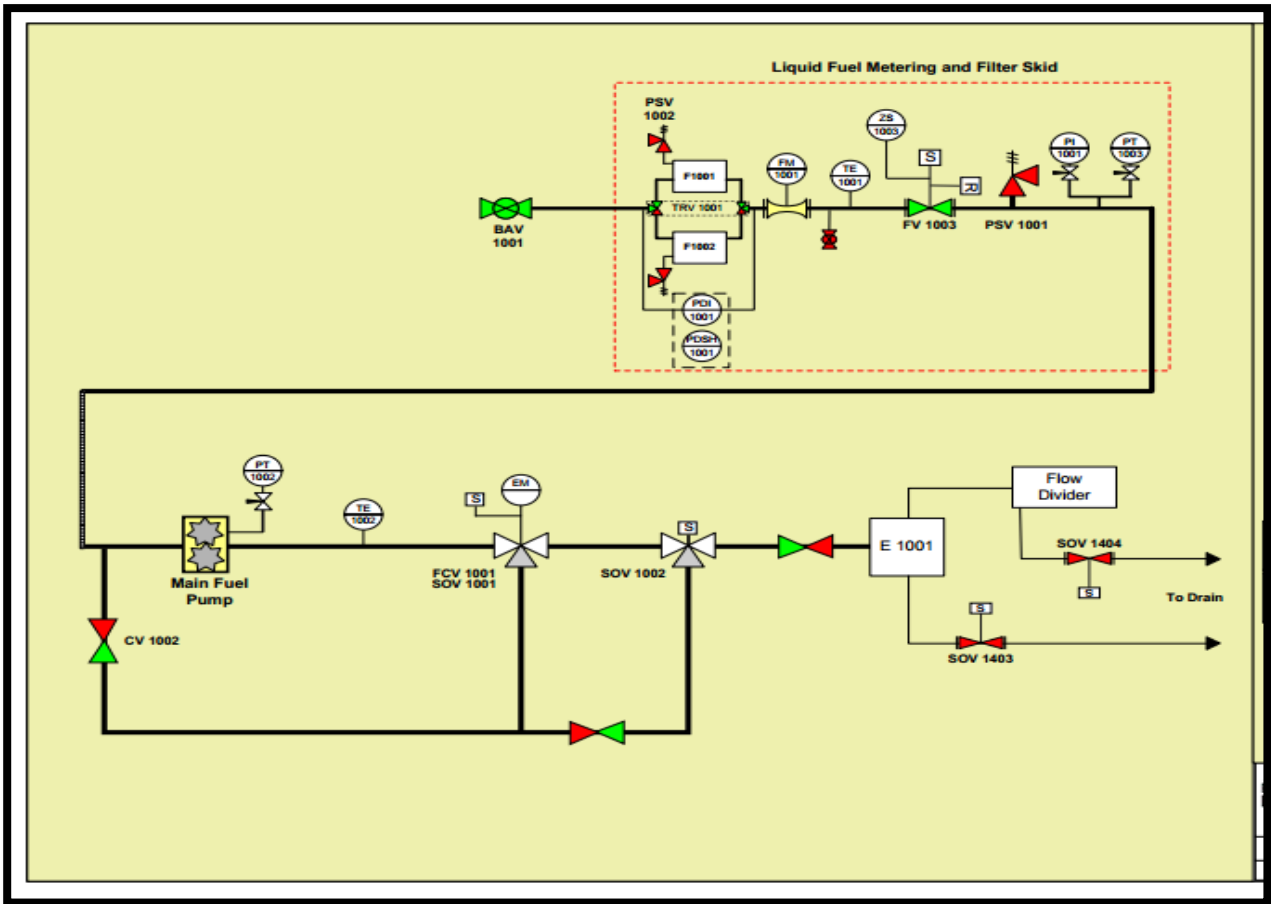 Liquid Fuel Metering and Filter Skid
PSV
1002
ZS
1003
S
PI
1001
PT
1003
F1001
FM
1001
TE
1001
R
TRV 1001
BAV
1001
F1002
FV 1003
PSV 1001
PDI
1001
PDSH
1001
PT
1002
TE
1002
S
EM
S
Flow
Divider
E 1001
SOV 1404
S
Main Fuel
Pump
FCV 1001
SOV 1001
SOV 1002
To Drain
CV 1002
S
SOV 1403